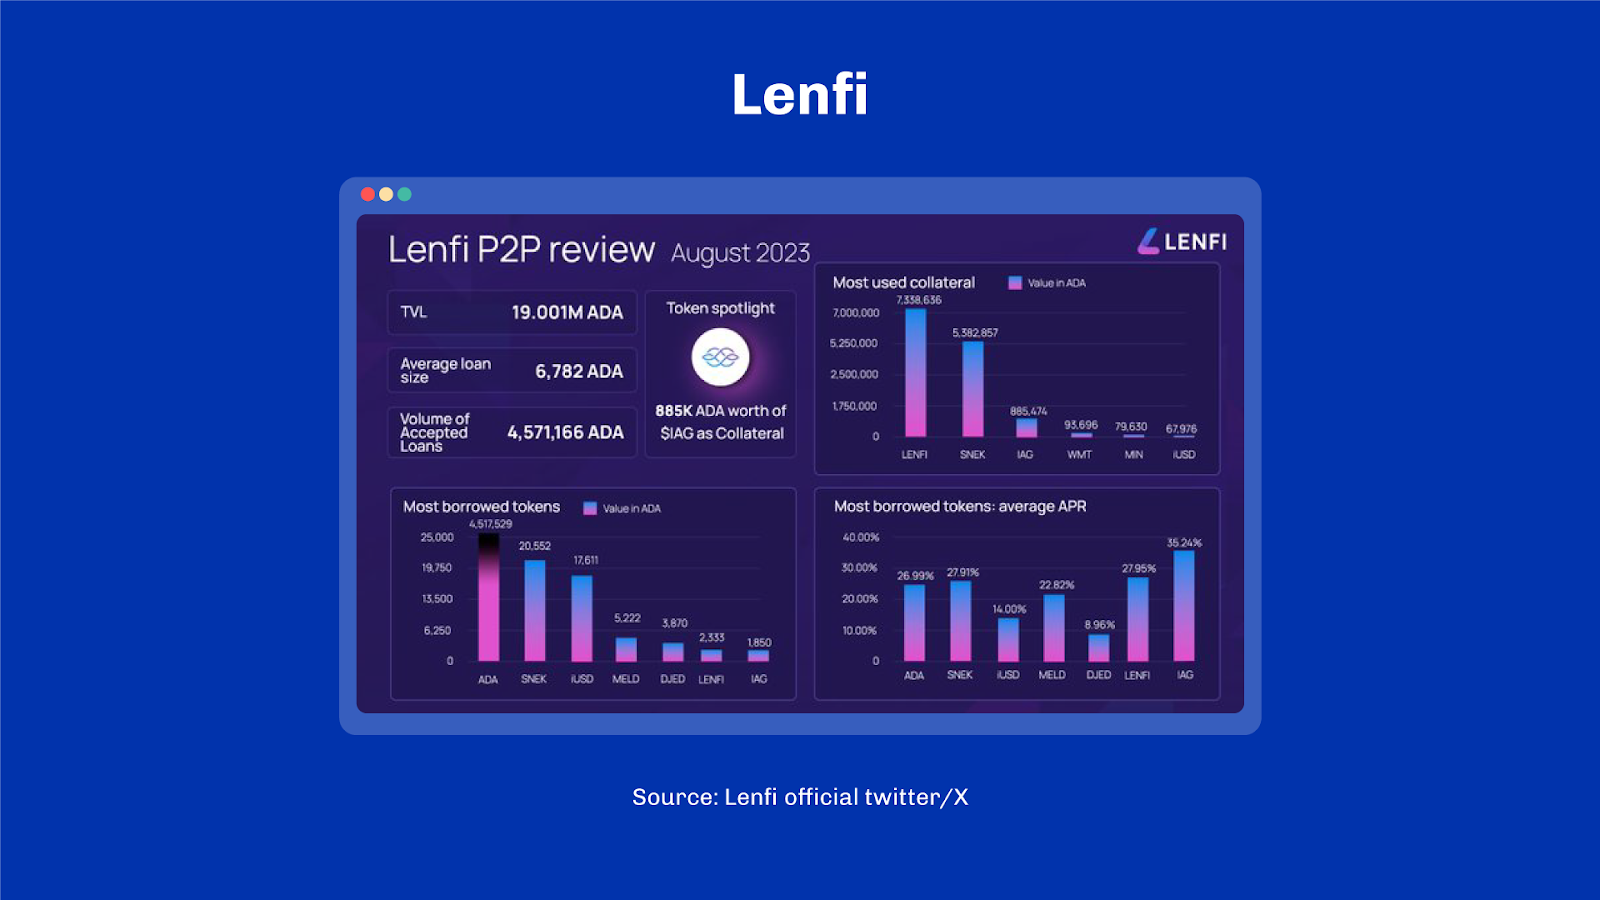 Lenfi
Lenfi P2P review August 2023
LENFI
TVL
19.001M ADA
Average loan
size
6,782 ADA
Volume of
Accepted
Loans
4,571,166 ADA
Token spotlight
885K ADA worth of
$IAG as Collateral
Most used collateral
Value in ADA
7,338,636
7,000,000
5,382,857
5,250,000
2,500,000
1,750,000
885,474
93,696
79,630
67,976
0
LENFI SNEK IAG WMT MIN iUSD
Most borrowed tokens
Value in ADA
4,517,529
25,000
20,552
19,750
17,611
13,500
6,250
5,222
3,870
2,333
1,850
0
ADA SNEK iUSD MELD DJED LENFI IAG
Most borrowed tokens: average APR
40.00%
35.24%
30.00%
26.99%
27.91%
27.95%
22.82%
20.00%
14.00%
10.00%
8.96%
0
ADA SNEK iUSD MELD DJED LENFI IAG
Source: Lenfi official twitter/X